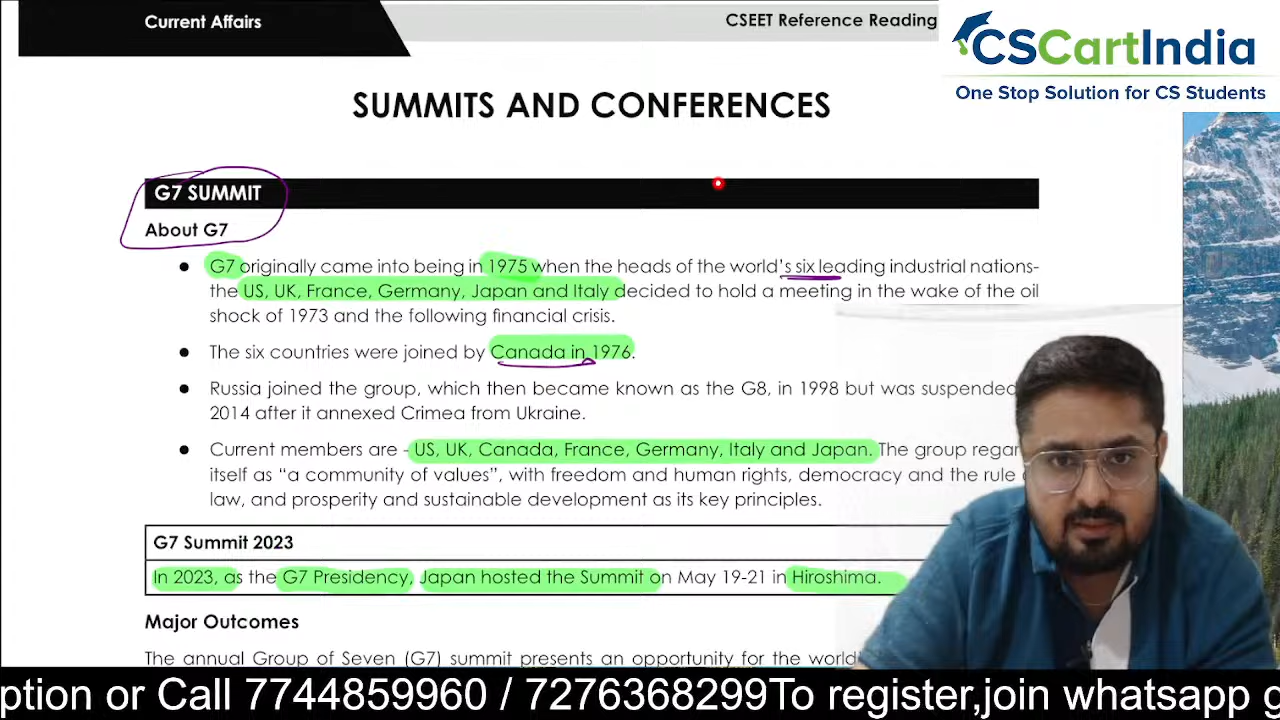 Current Affairs
CSEET Reference Reading
CSCartIndia
One Stop Solution for CS Students
SUMMITS AND CONFERENCES
G7 SUMMIT
About G7
● G7 originally came into being in 1975 when the heads of the world's six leading industrial nations-
the US, UK, France, Germany, Japan and Italy decided to hold a meeting in the wake of the oil
shock of 1973 and the following financial crisis.
● The six countries were joined by Canada in 1976.
● Russia joined the group, which then became known as the G8, in 1998 but was suspended
2014 after it annexed Crimea from Ukraine.
● Current members are - US, UK, Canada, France, Germany, Italy and Japan. The group
itself as "a community of values", with freedom and human rights, democracy and the rule
law, and prosperity and sustainable development as its key principles.
G7 Summit 2023
In 2023, as the G7 Presidency, Japan hosted the Summit on May 19-21 in Hiroshima.
Major Outcomes
The annual Group of Seven (G7) summit presents an opportunity for the
ption or Call 7744859960 / 7276368299To register,join whatsapp g